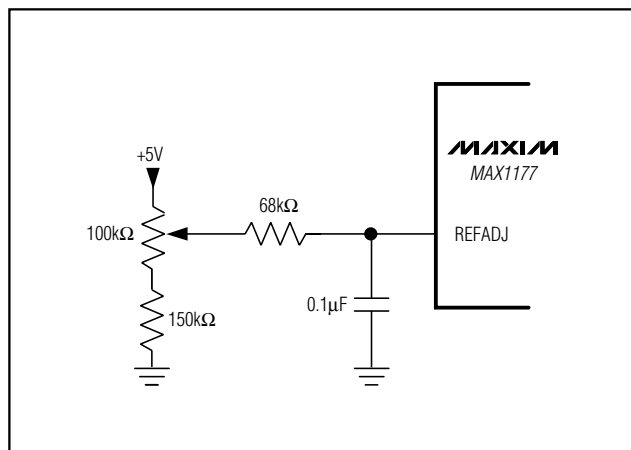 MAXIM
MAX1177
+5V
68kΩ
100kΩ
REFADJ
0.1µF
150kΩ